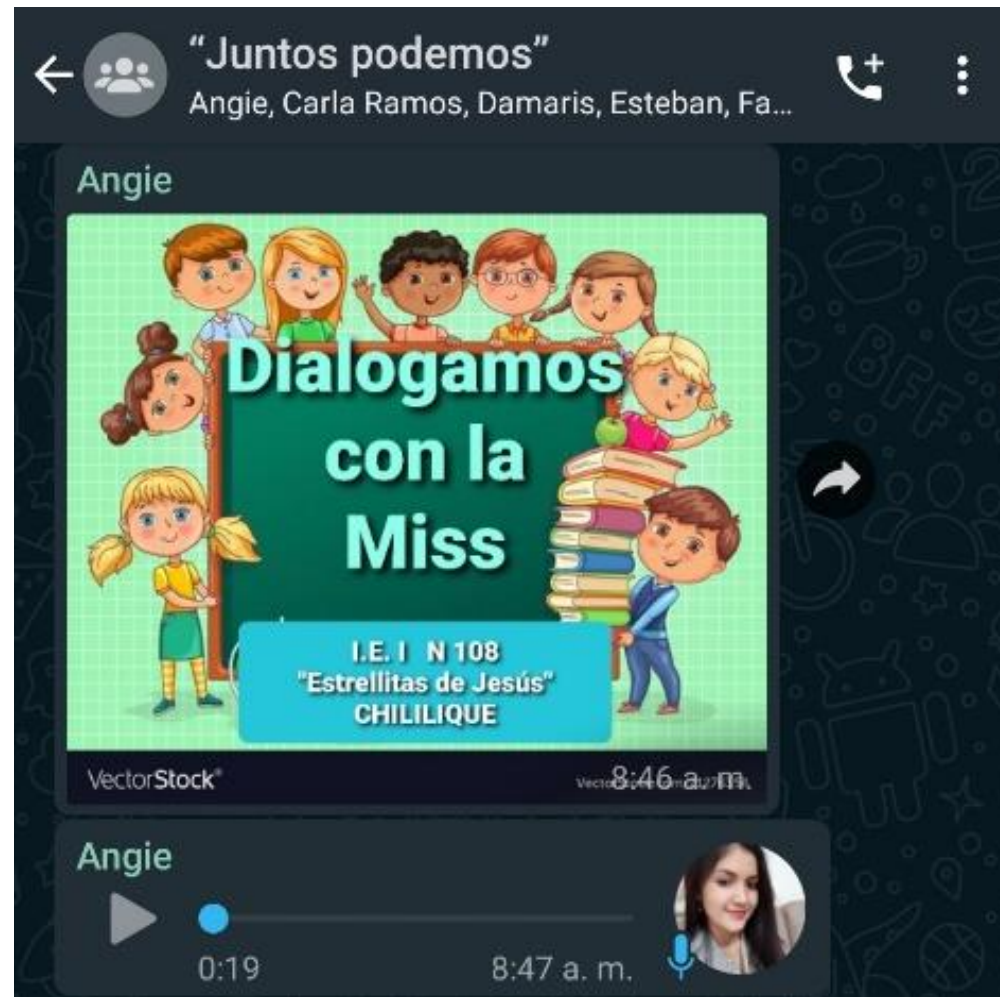 “Juntos podemos”
Angie, Carla Ramos, Damaris, Esteban, Fa...
Angie
Dialogamos
con la
Miss
I.E. I N 108
"Estrellitas de Jesús"
CHILILIQUE
VectorStock®
8:46 a. m.
Angie
0:19
8:47 a. m.